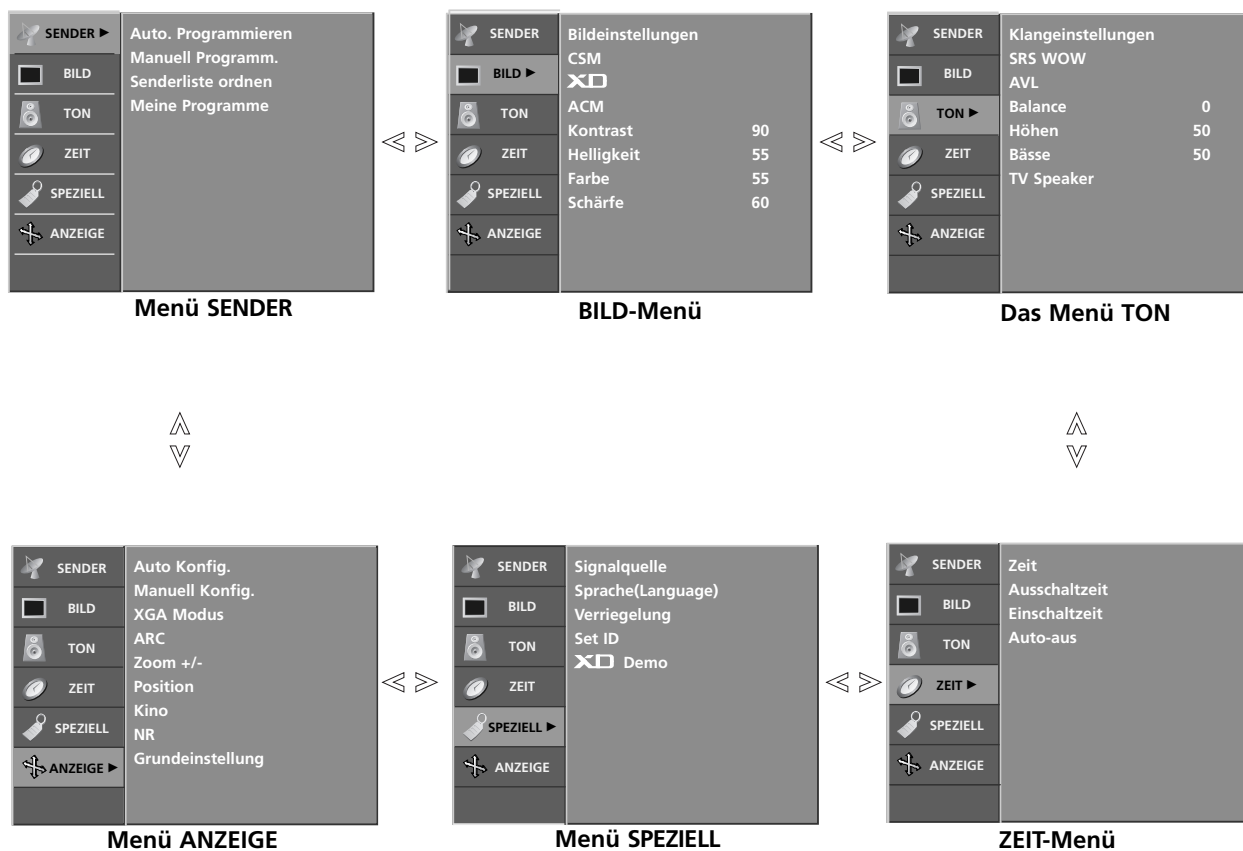 SENDER ►
BILD
TON
ZEIT
SPEZIELL
ANZEIGE
Auto. Programmieren
Manuell Programm.
Senderliste ordnen
Meine Programme
Menü SENDER
SENDER
BILD ►
TON
ZEIT
SPEZIELL
ANZEIGE
Bildeinstellungen
CSM
XD
ACM
Kontrast 90
Helligkeit 55
Farbe 55
Schärfe 60
BILD-Menü
SENDER
BILD
TON ►
ZEIT
SPEZIELL
ANZEIGE
Klangeinstellungen
SRS WOW
AVL
Balance 0
Höhen 50
Bässe 50
TV Speaker
Das Menü TON
SENDER
BILD
TON
ZEIT
SPEZIELL
ANZEIGE ►
Auto Konfig.
Manuell Konfig.
XGA Modus
ARC
Zoom +/-
Position
Kino
NR
Grundeinstellung
Menü ANZEIGE
SENDER
BILD
TON
ZEIT
SPEZIELL ►
ANZEIGE
Signalquelle
Sprache(Language)
Verriegelung
Set ID
XD Demo
Menü SPEZIELL
SENDER
BILD
TON
ZEIT ►
SPEZIELL
ANZEIGE
Zeit
Ausschaltzeit
Einschaltzeit
Auto-aus
ZEIT-Menü